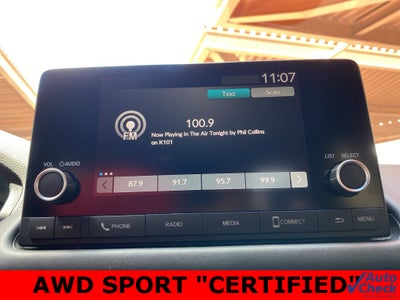 11:07
Text Scan
100.9
FM
Now Playing In The Air Tonight by Phil Collins
on K101
VOL AUDIO
LIST SELECT
87.9 91.7 95.7 99.9
PHONE RADIO MEDIA CONNECT MENU
AWD SPORT "CERTIFIED"
AutoCheck